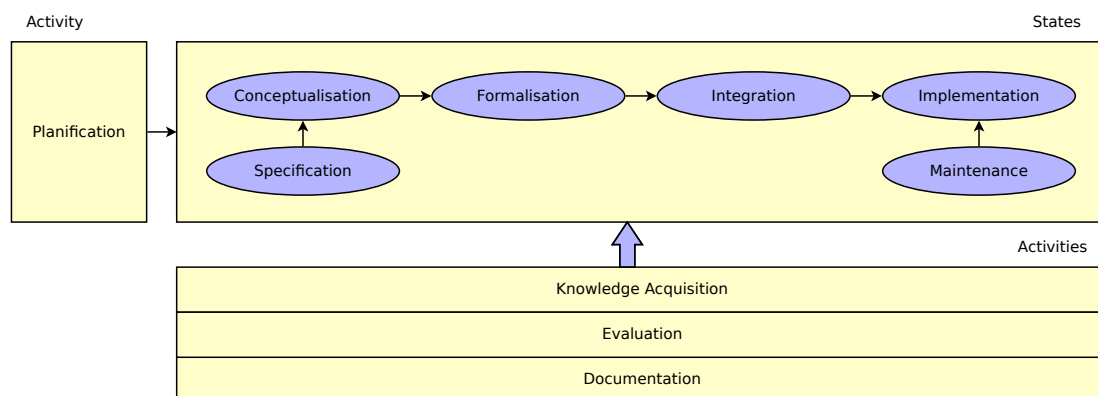 Activity
States
Planification
Conceptualisation
Formalisation
Integration
Implementation
Specification
Maintenance
Activities
Knowledge Acquisition
Evaluation
Documentation